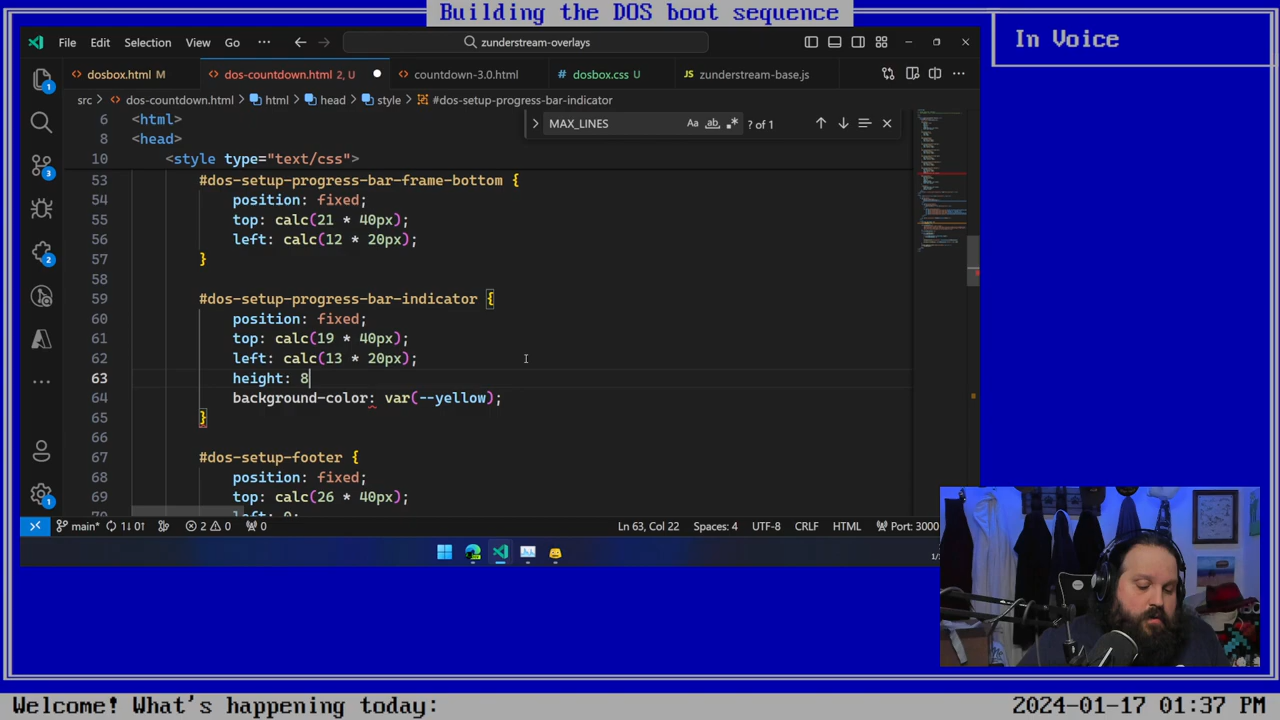 Building the DOS boot sequence
In Voice
File Edit Selection View Go
zunderstream-overlays
dosbox.html M
dos-countdown.html 2, U
countdown-3.0.html
dosbox.css U
zunderstream-base.js
src > dos-countdown.html > html > head > style > #dos-setup-progress-bar-indicator
MAX_LINES Aa ab ? of 1
6 <html>
8 <head>
10 <style type="text/css">
53 #dos-setup-progress-bar-frame-bottom {
54 position: fixed;
55 top: calc(21 * 40px);
56 left: calc(12 * 20px);
57 }
58
59 #dos-setup-progress-bar-indicator {
60 position: fixed;
61 top: calc(19 * 40px);
62 left: calc(13 * 20px);
63 height: 8
64 background-color: var(--yellow);
65 }
66
67 #dos-setup-footer {
68 position: fixed;
69 top: calc(26 * 40px);
main* 1↓ 0↑ 2 0 0 Ln 63, Col 22 Spaces: 4 UTF-8 CRLF HTML Port: 3000
Welcome! What's happening today:
2024-01-17 01:37 PM